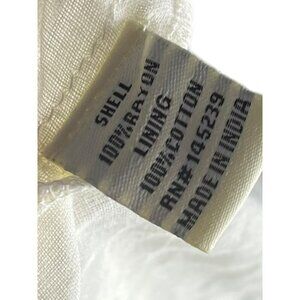 SHELL
100%RAYON
LINING
100%COTTON
RN# 145239
MADE IN INDIA